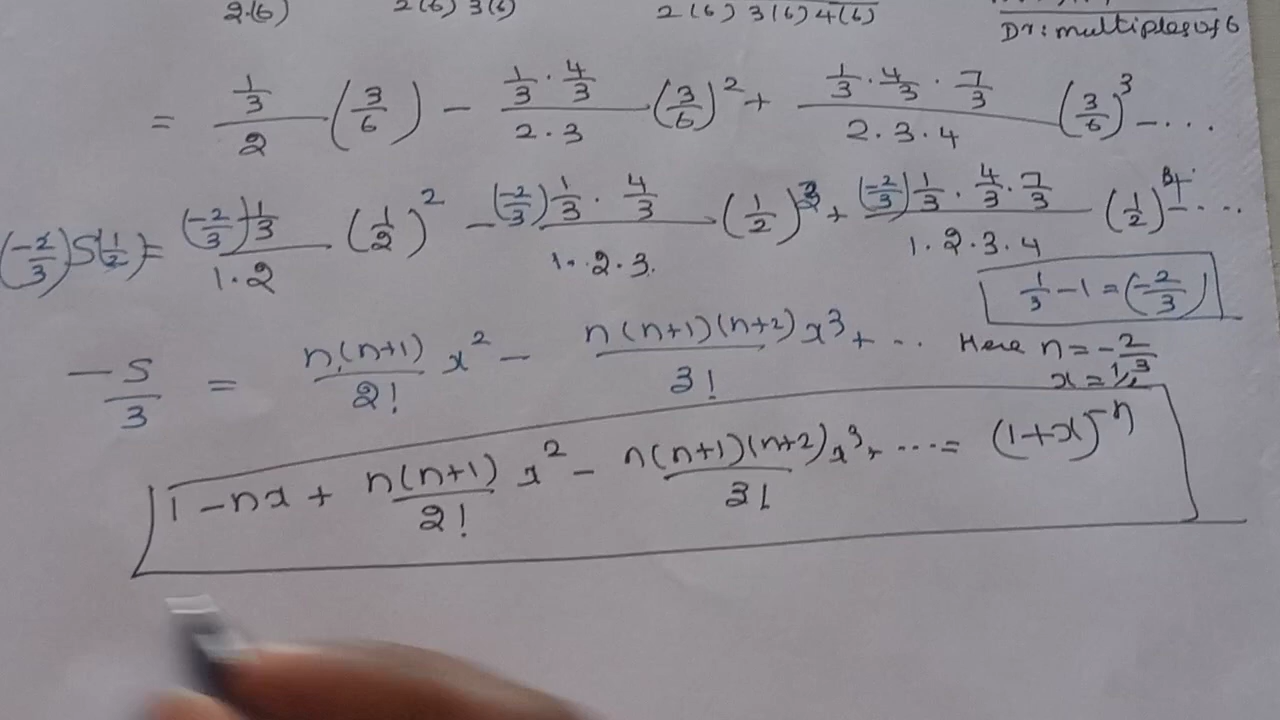 2.(6) 2(6) 3(6) 2(6) 3(6) 4(6)
Dr: multiples of 6
= (1/3)/2 (3/6) - (1/3 . 4/3)/(2.3) (3/6)^2 + (1/3 . 4/3 . 7/3)/(2.3.4) (3/6)^3 - ....
(-2/3) S(1/2) = ((-2/3) 1/3)/(1.2) (1/2)^2 - ((-2/3) 1/3 . 4/3)/(1.2.3.) (1/2)^3 + ((-2/3) 1/3 . 4/3 . 7/3)/(1.2.3.4) (1/2)^4 - ....
1/3 - 1 = (-2/3)
-S/3 = n(n+1)/2! x^2 - n(n+1)(n+2)/3! x^3 + .. Here n = -2/3
x = 1/2
1 - nx + n(n+1)/2! x^2 - n(n+1)(n+2)/3! x^3 + .... = (1+x)^-n